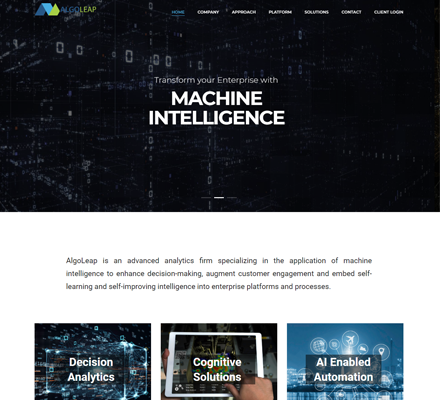 ALGOLEAP
HOME COMPANY APPROACH PLATFORM SOLUTIONS CONTACT CLIENT LOGIN
Transform your Enterprise with
MACHINE
INTELLIGENCE
AlgoLeap is an advanced analytics firm specializing in the application of machine
intelligence to enhance decision-making, augment customer engagement and embed self-
learning and self-improving intelligence into enterprise platforms and processes.
Decision
Analytics
Cognitive
Solutions
AI Enabled
Automation